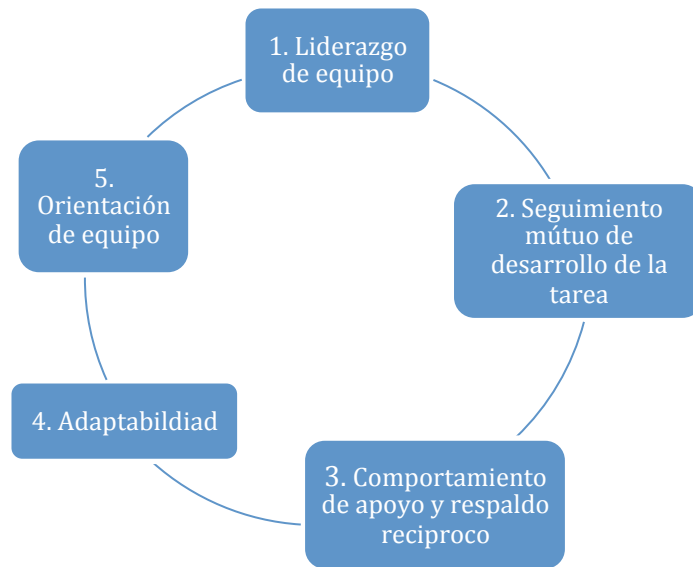 1. Liderazgo
de equipo
2. Seguimiento
mútuo de
desarrollo de la
tarea
3. Comportamiento
de apoyo y respaldo
reciproco
4. Adaptabildiad
5.
Orientación
de equipo